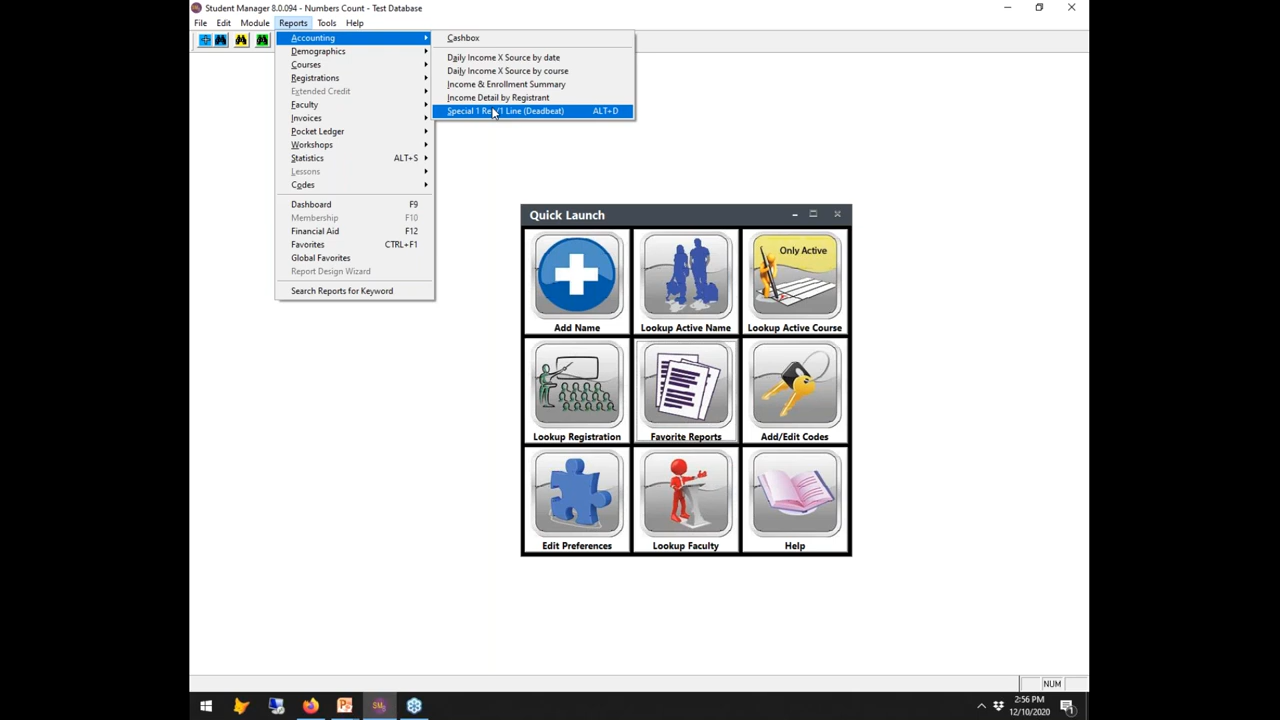 Student Manager 8.0.094 - Numbers Count - Test Database
File Edit Module Reports Tools Help
Accounting
Demographics
Courses
Registrations
Extended Credit
Faculty
Invoices
Pocket Ledger
Workshops
Statistics ALT+S
Lessons
Codes
Dashboard F9
Membership F10
Financial Aid F12
Favorites CTRL+F1
Global Favorites
Report Design Wizard
Search Reports for Keyword
Cashbox
Daily Income X Source by date
Daily Income X Source by course
Income & Enrollment Summary
Income Detail by Registrant
Special 1 Line (Deadbeat) ALT+D
Quick Launch
Only Active
Add Name Lookup Active Name Lookup Active Course
Lookup Registration Favorite Reports Add/Edit Codes
Edit Preferences Lookup Faculty Help
NUM
SM
2:56 PM
12/10/2020
1